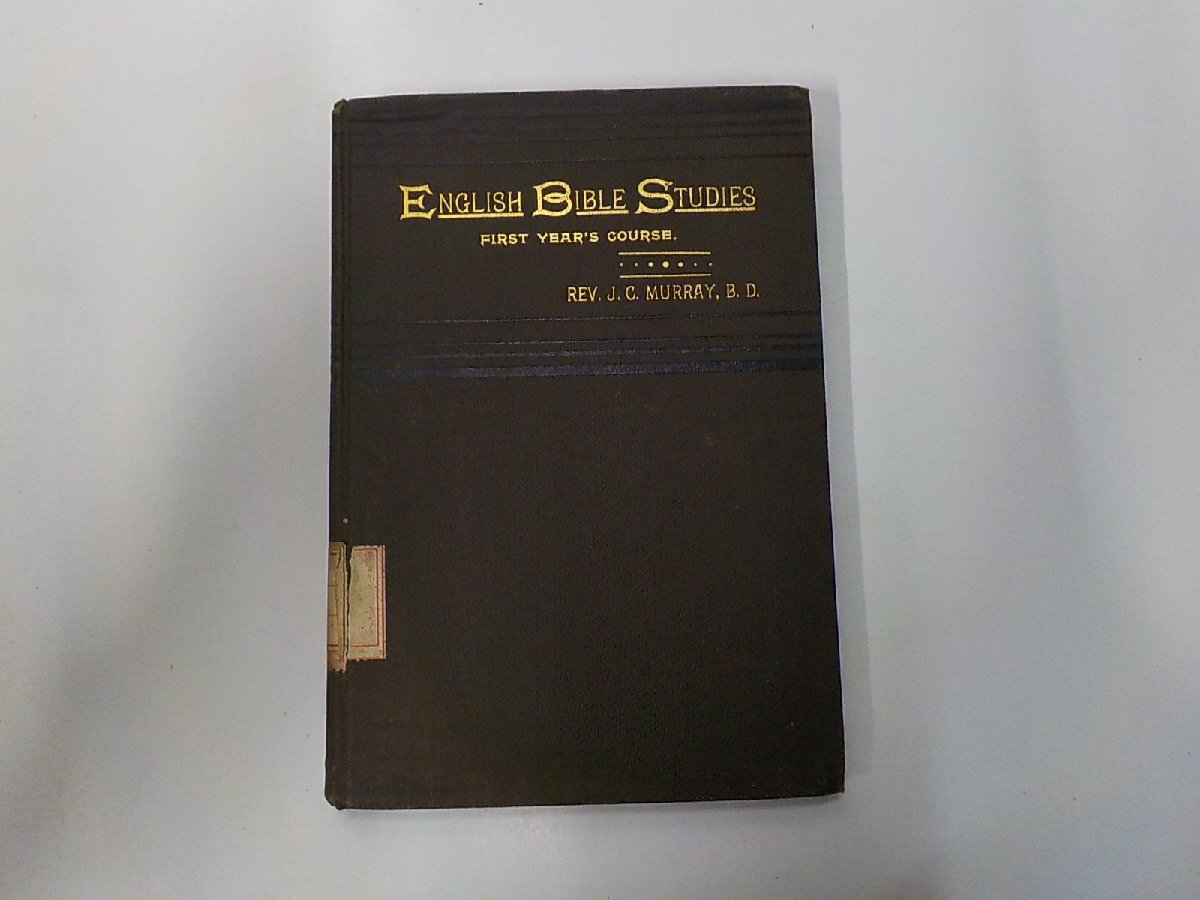 ENGLISH BIBLE STUDIES
FIRST YEAR'S COURSE.
REV. J. C. MURRAY, B. D.